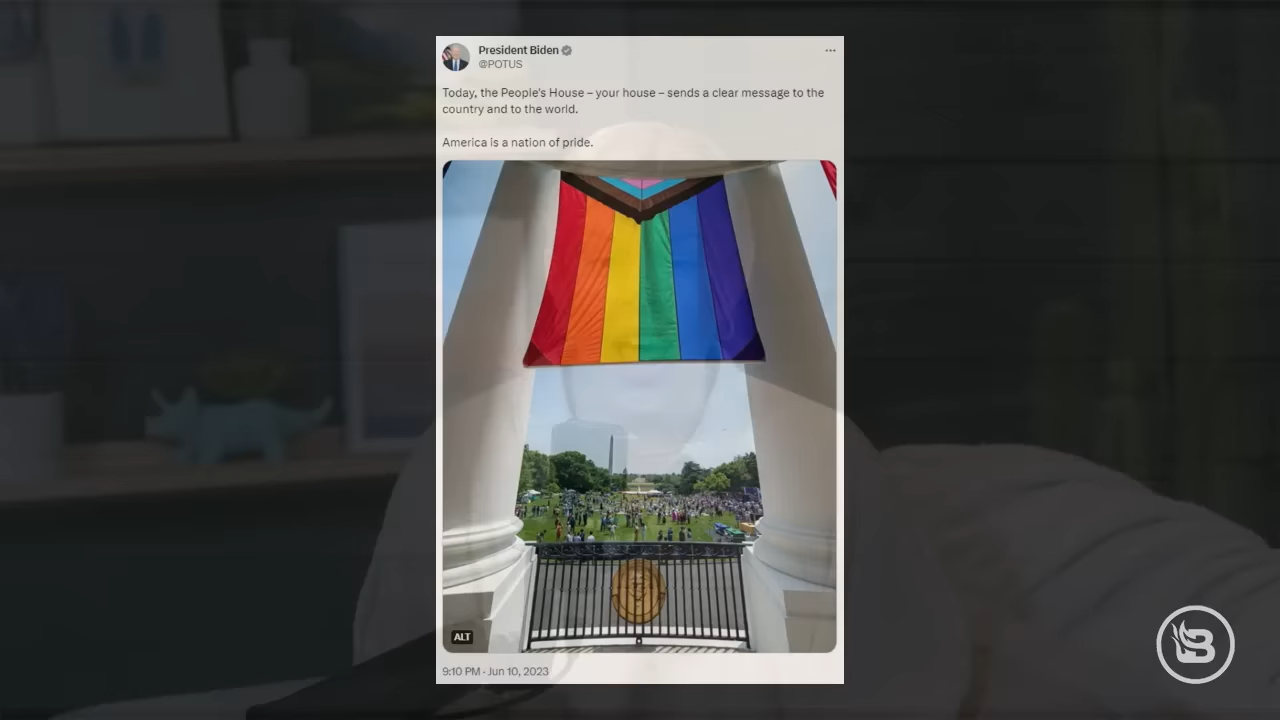 President Biden
@POTUS
Today, the People's House – your house – sends a clear message to the
country and to the world.
America is a nation of pride.
ALT
9:10 PM · Jun 10, 2023
B